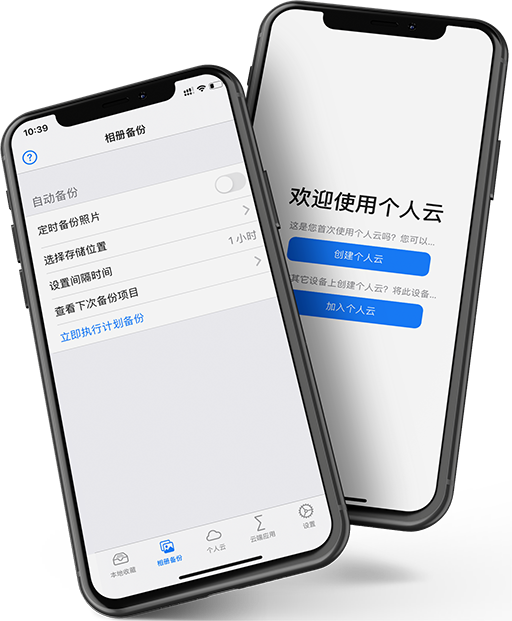 10:39
相册备份
?
自动备份
定时备份照片
选择存储位置
设置间隔时间
1 小时
查看下次备份项目
立即执行计划备份
本地收藏
相册备份
个人云
云端应用
设置
欢迎使用个人云
这是您首次使用个人云吗? 您可以...
创建个人云
其它设备上创建个人云? 将此设备...
加入个人云